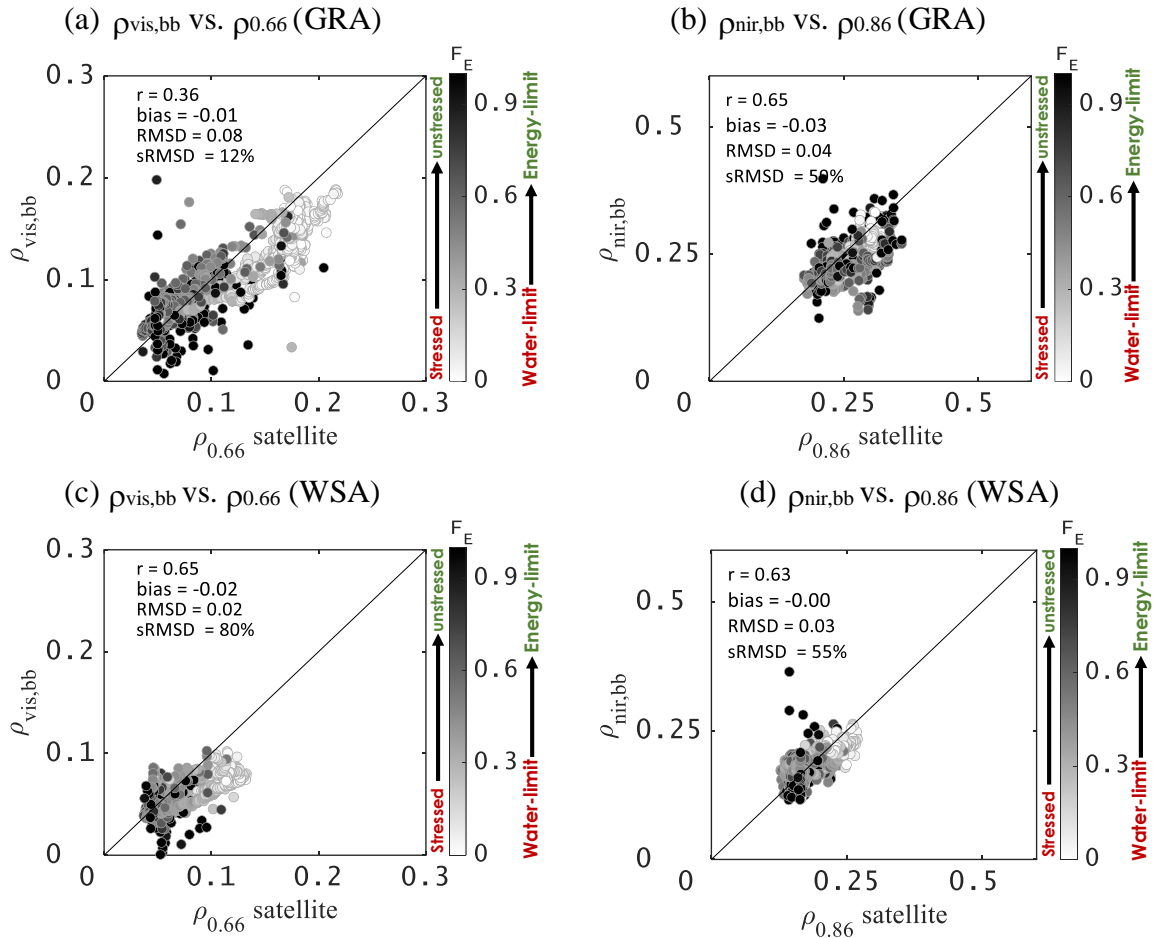 (a) ρvis,bb vs. ρ0.66 (GRA)
F_E
0.3
0.2
0.1
0
r = 0.36
bias = -0.01
RMSD = 0.08
sRMSD = 12%
ρvis,bb
0
0.1
0.2
0.3
ρ0.66 satellite
Stressed
unstressed
0.9
0.6
0.3
0
Water-limit
Energy-limit
(b) ρnir,bb vs. ρ0.86 (GRA)
F_E
0.5
0.25
0
r = 0.65
bias = -0.03
RMSD = 0.04
sRMSD = 50%
ρnir,bb
0
0.25
0.5
ρ0.86 satellite
Stressed
unstressed
0.9
0.6
0.3
0
Water-limit
Energy-limit
(c) ρvis,bb vs. ρ0.66 (WSA)
F_E
0.3
0.2
0.1
0
r = 0.65
bias = -0.02
RMSD = 0.02
sRMSD = 80%
ρvis,bb
0
0.1
0.2
0.3
ρ0.66 satellite
Stressed
unstressed
0.9
0.6
0.3
0
Water-limit
Energy-limit
(d) ρnir,bb vs. ρ0.86 (WSA)
F_E
0.5
0.25
0
r = 0.63
bias = -0.00
RMSD = 0.03
sRMSD = 55%
ρnir,bb
0
0.25
0.5
ρ0.86 satellite
Stressed
unstressed
0.9
0.6
0.3
0
Water-limit
Energy-limit